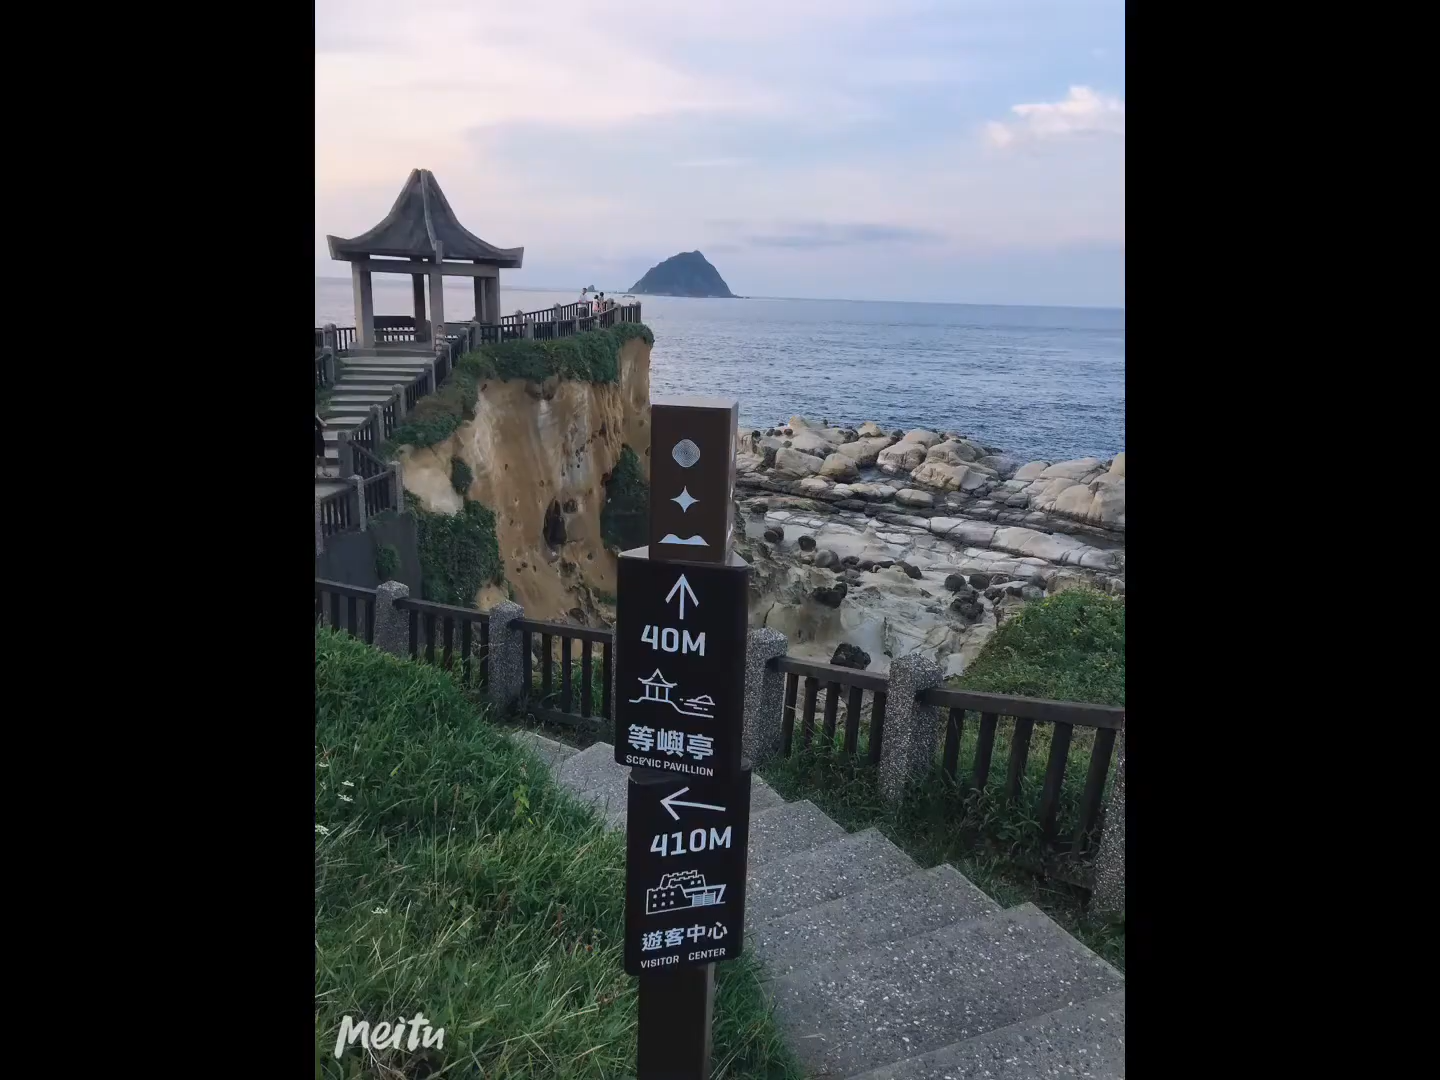 40M
等嶼亭
SCENIC PAVILLION
410M
遊客中心
VISITOR CENTER
Meitu